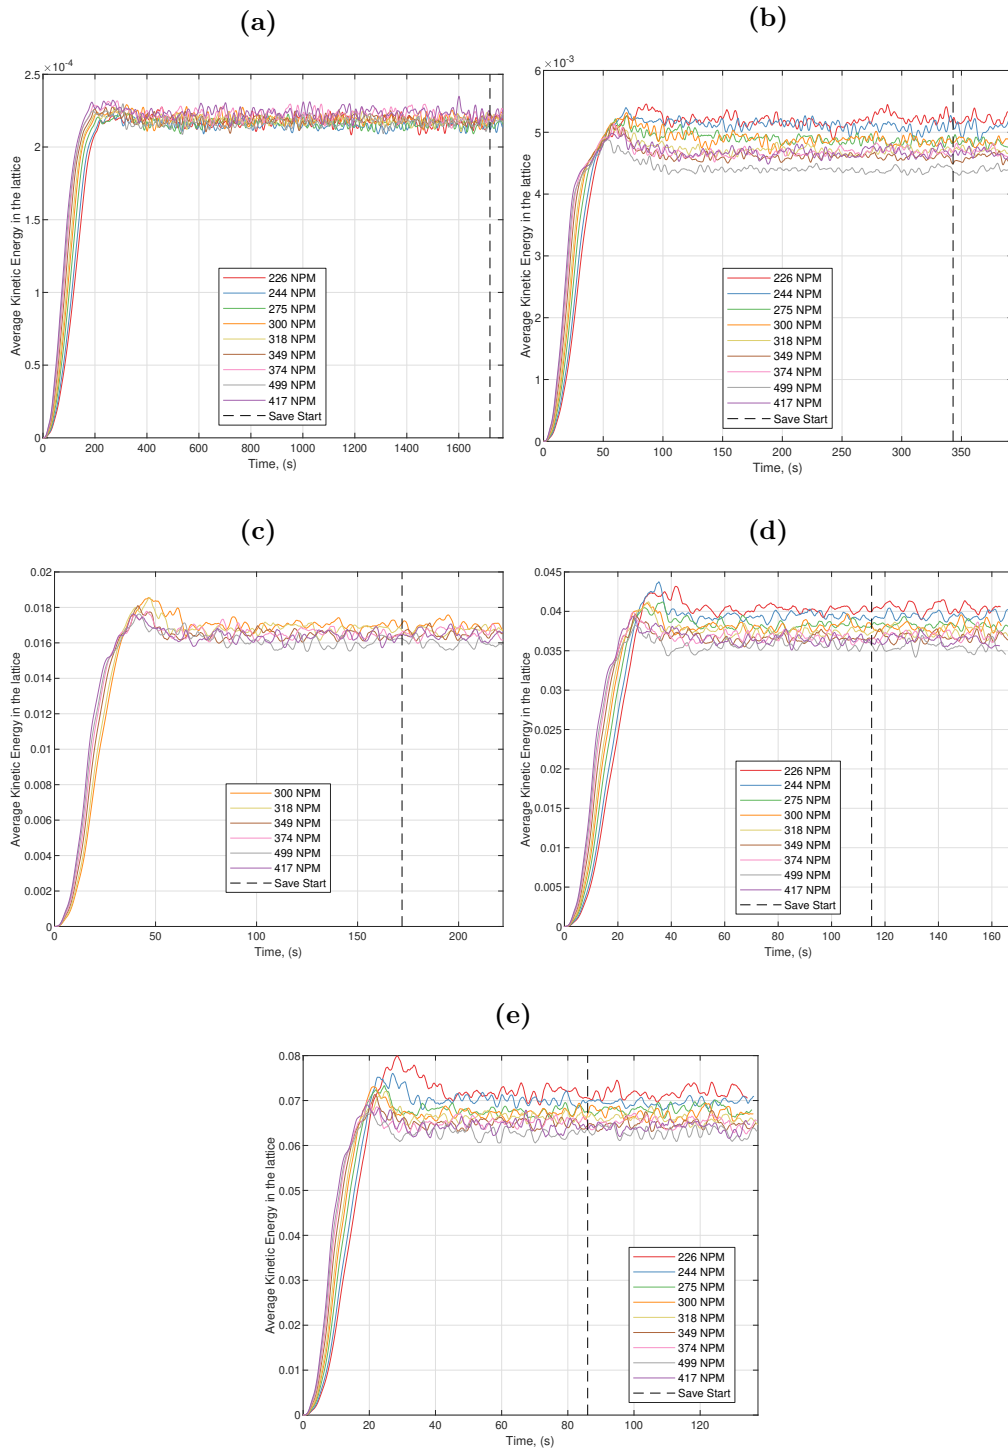 (a)
×10⁻⁴
2.5
2
1.5
1
0.5
0
0 200 400 600 800 1000 1200 1400 1600
Time, (s)
Average Kinetic Energy in the lattice
226 NPM
244 NPM
275 NPM
300 NPM
318 NPM
349 NPM
374 NPM
499 NPM
417 NPM
Save Start
(b)
×10⁻³
6
5
4
3
2
1
0
0 50 100 150 200 250 300 350
Time, (s)
Average Kinetic Energy in the lattice
226 NPM
244 NPM
275 NPM
300 NPM
318 NPM
349 NPM
374 NPM
499 NPM
417 NPM
Save Start
(c)
0.02
0.018
0.016
0.014
0.012
0.01
0.008
0.006
0.004
0.002
0
0 50 100 150 200
Time, (s)
Average Kinetic Energy in the lattice
300 NPM
318 NPM
349 NPM
374 NPM
499 NPM
417 NPM
Save Start
(d)
0.045
0.04
0.035
0.03
0.025
0.02
0.015
0.01
0.005
0
0 20 40 60 80 100 120 140 160
Time, (s)
Average Kinetic Energy in the lattice
226 NPM
244 NPM
275 NPM
300 NPM
318 NPM
349 NPM
374 NPM
499 NPM
417 NPM
Save Start
(e)
0.08
0.07
0.06
0.05
0.04
0.03
0.02
0.01
0
0 20 40 60 80 100 120
Time, (s)
Average Kinetic Energy in the lattice
226 NPM
244 NPM
275 NPM
300 NPM
318 NPM
349 NPM
374 NPM
499 NPM
417 NPM
Save Start